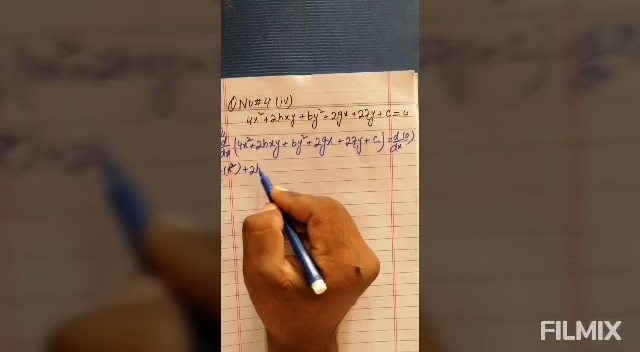 Q No# 4 (iv)
4x² + 2hxy + by² + 2gx + 2fy + c = 0
d/dx (4x² + 2hxy + by² + 2gx + 2fy + c) = d/dx (0)
(x²) + 2h
FILMIX